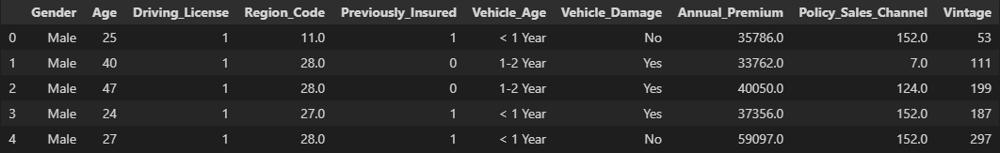 Gender Age Driving_License Region_Code Previously_Insured Vehicle_Age Vehicle_Damage Annual_Premium Policy_Sales_Channel Vintage
0 Male 25 1 11.0 1 < 1 Year No 35786.0 152.0 53
1 Male 40 1 28.0 0 1-2 Year Yes 33762.0 7.0 111
2 Male 47 1 28.0 0 1-2 Year Yes 40050.0 124.0 199
3 Male 24 1 27.0 1 < 1 Year Yes 37356.0 152.0 187
4 Male 27 1 28.0 1 < 1 Year No 59097.0 152.0 297